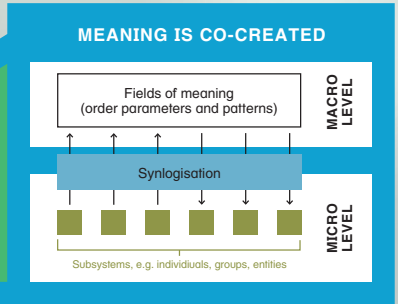 MEANING IS CO-CREATED
Fields of meaning
(order parameters and patterns)
MACRO
LEVEL
Synlogisation
MICRO
LEVEL
Subsystems, e.g. individiuals, groups, entities